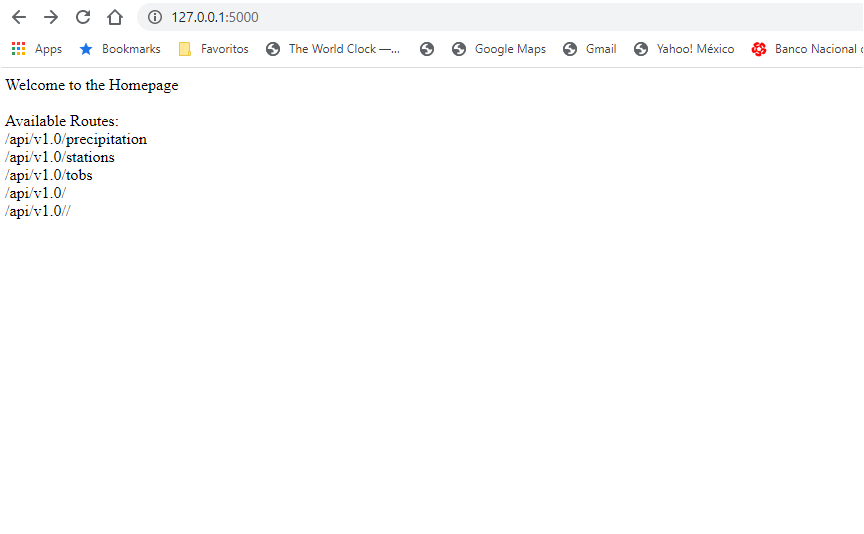 127.0.0.1:5000
Apps Bookmarks Favoritos The World Clock —... Google Maps Gmail Yahoo! México Banco Nacional
Welcome to the Homepage
Available Routes:
/api/v1.0/precipitation
/api/v1.0/stations
/api/v1.0/tobs
/api/v1.0/
/api/v1.0//